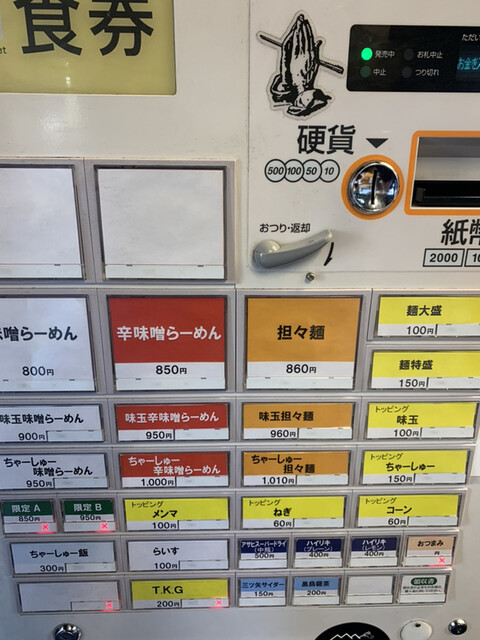 食券
ただい
発売中
お札中止
中止
つり切れ
お金を
硬貨
500 100 50 10
おつり・返却
紙幣
2000
味噌らーめん
800円
辛味噌らーめん
850円
担々麺
860円
麺大盛
100円
麺特盛
150円
味玉味噌らーめん
900円
味玉辛味噌らーめん
950円
味玉担々麺
960円
トッピング
味玉
100円
ちゃーしゅー
味噌らーめん
950円
ちゃーしゅー
辛味噌らーめん
1,000円
ちゃーしゅー
担々麺
1,010円
トッピング
ちゃーしゅー
150円
限定A
850円
限定B
950円
トッピング
メンマ
100円
トッピング
ねぎ
60円
トッピング
コーン
60円
ちゃーしゅー飯
300円
らいす
100円
アサヒスーパードライ
(中瓶)
500円
ハイリキ
(プレーン)
400円
ハイリキ
(レモン)
400円
おつまみ
円
T.K.G
200円
三ツ矢サイダー
150円
黒烏龍茶
200円
領収書